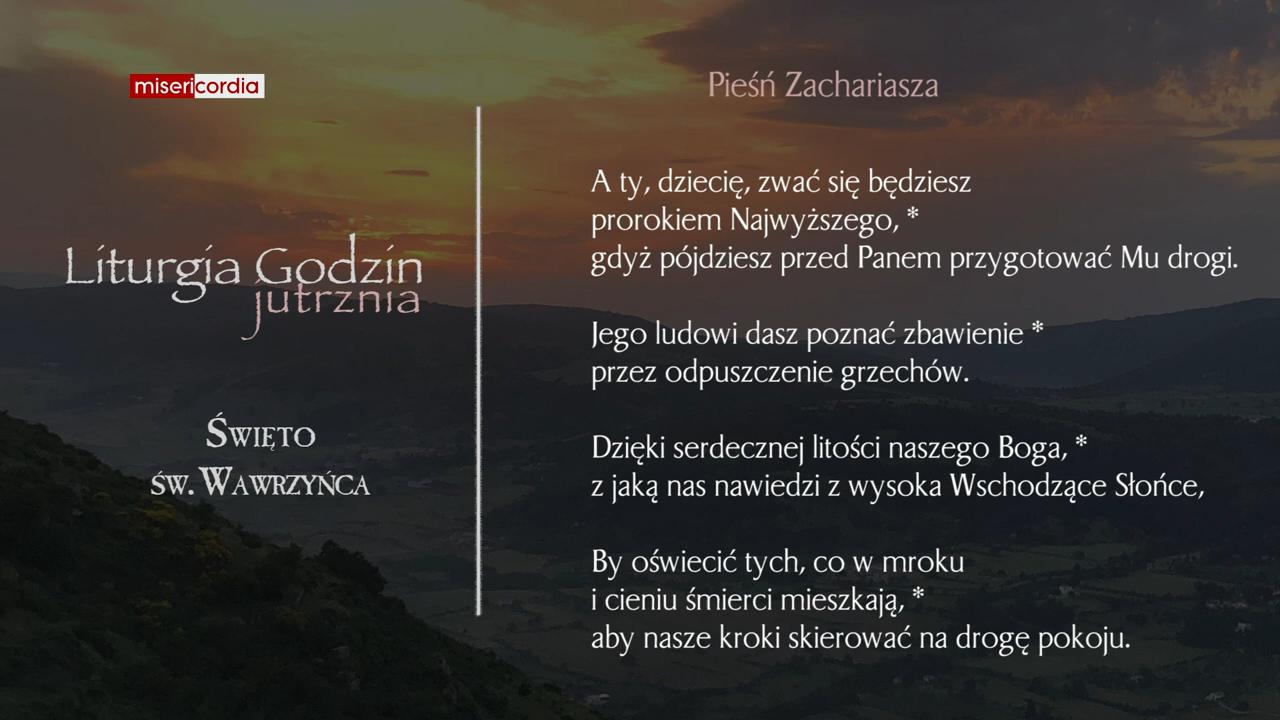 misericordia
Liturgia Godzin
jutrznia
Święto
św. Wawrzyńca
Pieśń Zachariasza
A ty, dziecię, zwać się będziesz
prorokiem Najwyższego, *
gdyż pójdziesz przed Panem przygotować Mu drogi.
Jego ludowi dasz poznać zbawienie *
przez odpuszczenie grzechów.
Dzięki serdecznej litości naszego Boga, *
z jaką nas nawiedzi z wysoka Wschodzące Słońce,
By oświecić tych, co w mroku
i cieniu śmierci mieszkają, *
aby nasze kroki skierować na drogę pokoju.